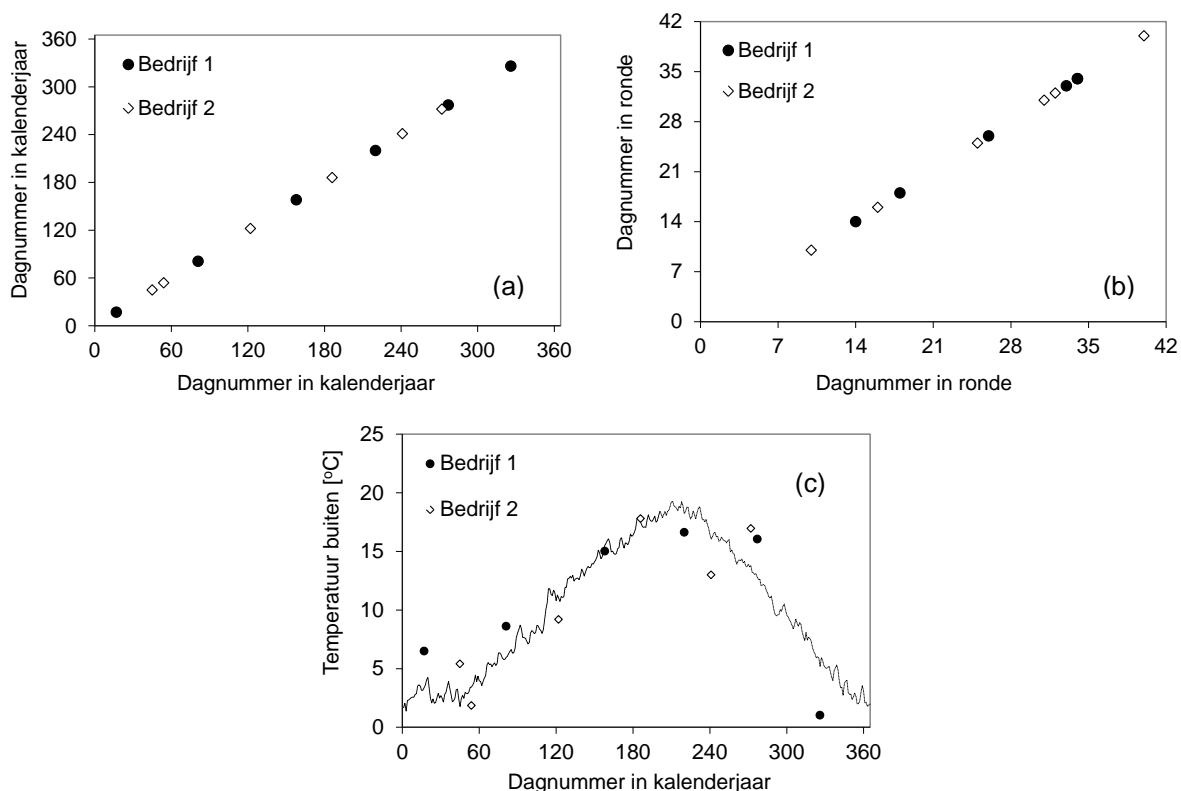 360
300
240
180
120
60
0
Dagnummer in kalenderjaar
Bedrijf 1
Bedrijf 2
(a)
0 60 120 180 240 300 360
Dagnummer in kalenderjaar
42
35
28
21
14
7
0
Dagnummer in ronde
Bedrijf 1
Bedrijf 2
(b)
0 7 14 21 28 35 42
Dagnummer in ronde
25
20
15
10
5
0
Temperatuur buiten [°C]
Bedrijf 1
Bedrijf 2
(c)
0 60 120 180 240 300 360
Dagnummer in kalenderjaar